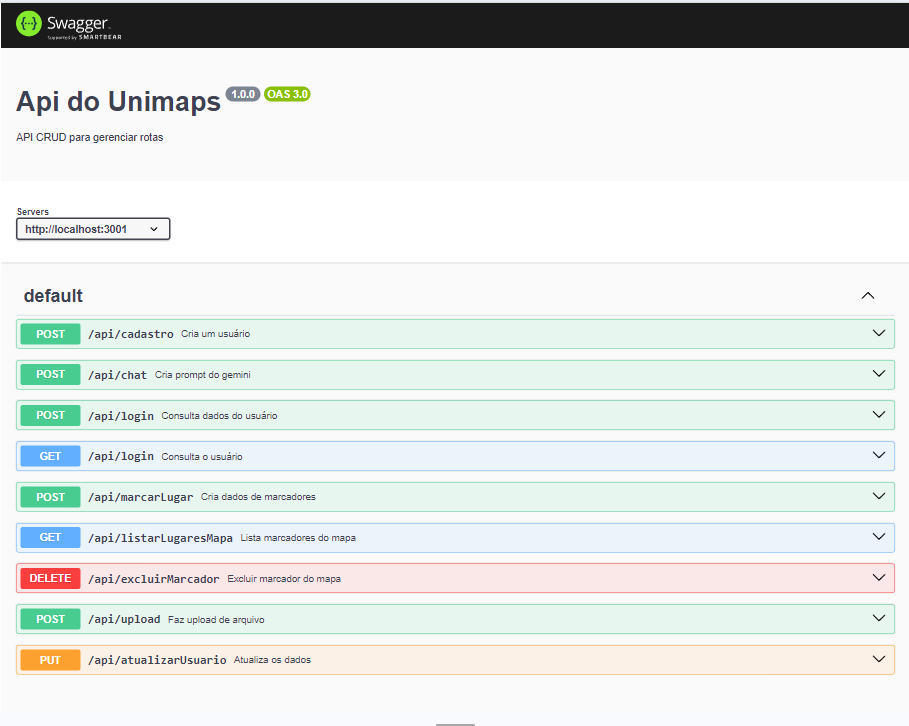 Swagger.
Supported by SMARTBEAR
Api do Unimaps 1.0.0 OAS 3.0
API CRUD para gerenciar rotas
Servers
http://localhost:3001
default
POST /api/cadastro Cria um usuário
POST /api/chat Cria prompt do gemini
POST /api/login Consulta dados do usuário
GET /api/login Consulta o usuário
POST /api/marcarLugar Cria dados de marcadores
GET /api/listarLugaresMapa Lista marcadores do mapa
DELETE /api/excluirMarcador Excluir marcador do mapa
POST /api/upload Faz upload de arquivo
PUT /api/atualizarUsuario Atualiza os dados